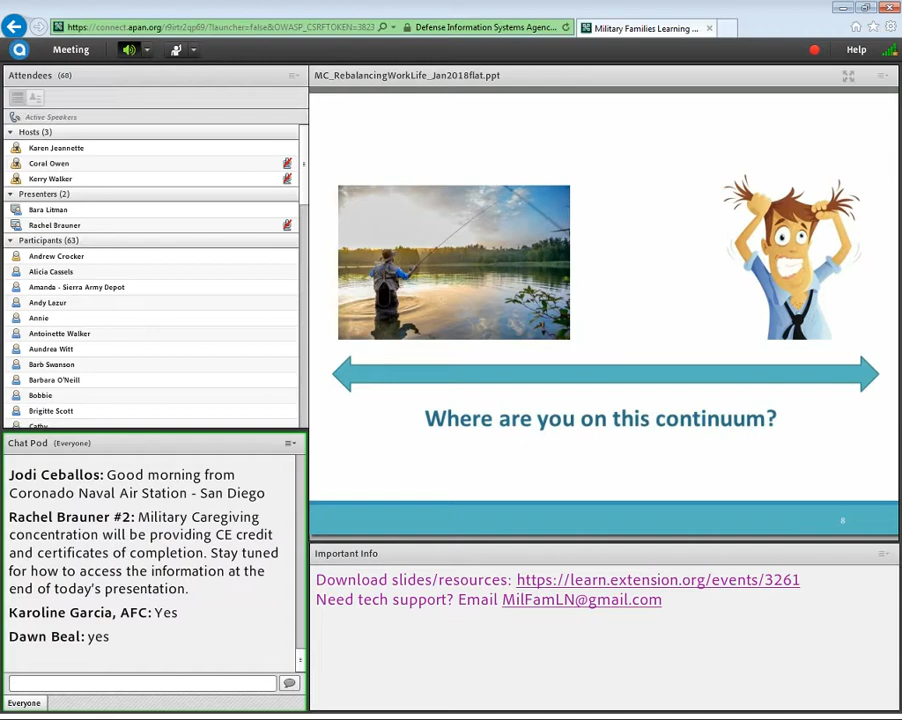 https://connect.apan.org/y9irtr2qp69/?launcher=false&OWASP_CSRFTOKEN=3823
Defense Information Systems Agenc...
Military Families Learning ...
Meeting
Help
Attendees (68)
MC_RebalancingWorkLife_Jan2018flat.ppt
Active Speakers
Hosts (3)
Karen Jeannette
Coral Owen
Kerry Walker
Presenters (2)
Bara Litman
Rachel Brauner
Participants (63)
Andrew Crocker
Alicia Cassels
Amanda - Sierra Army Depot
Andy Lazur
Annie
Antoinette Walker
Aundrea Witt
Barb Swanson
Barbara O'Neill
Bobbie
Brigitte Scott
Cathy
Where are you on this continuum?
8
Chat Pod (Everyone)
Jodi Ceballos: Good morning from
Coronado Naval Air Station - San Diego
Rachel Brauner #2: Military Caregiving
concentration will be providing CE credit
and certificates of completion. Stay tuned
for how to access the information at the
end of today's presentation.
Karoline Garcia, AFC: Yes
Dawn Beal: yes
Everyone
Important Info
Download slides/resources: https://learn.extension.org/events/3261
Need tech support? Email MilFamLN@gmail.com